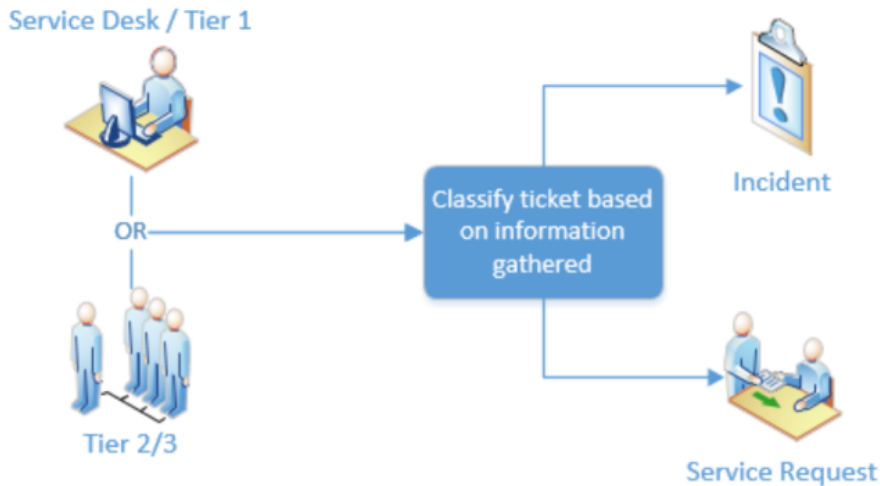 Service Desk / Tier 1
OR
Tier 2/3
Classify ticket based
on information
gathered
Incident
Service Request